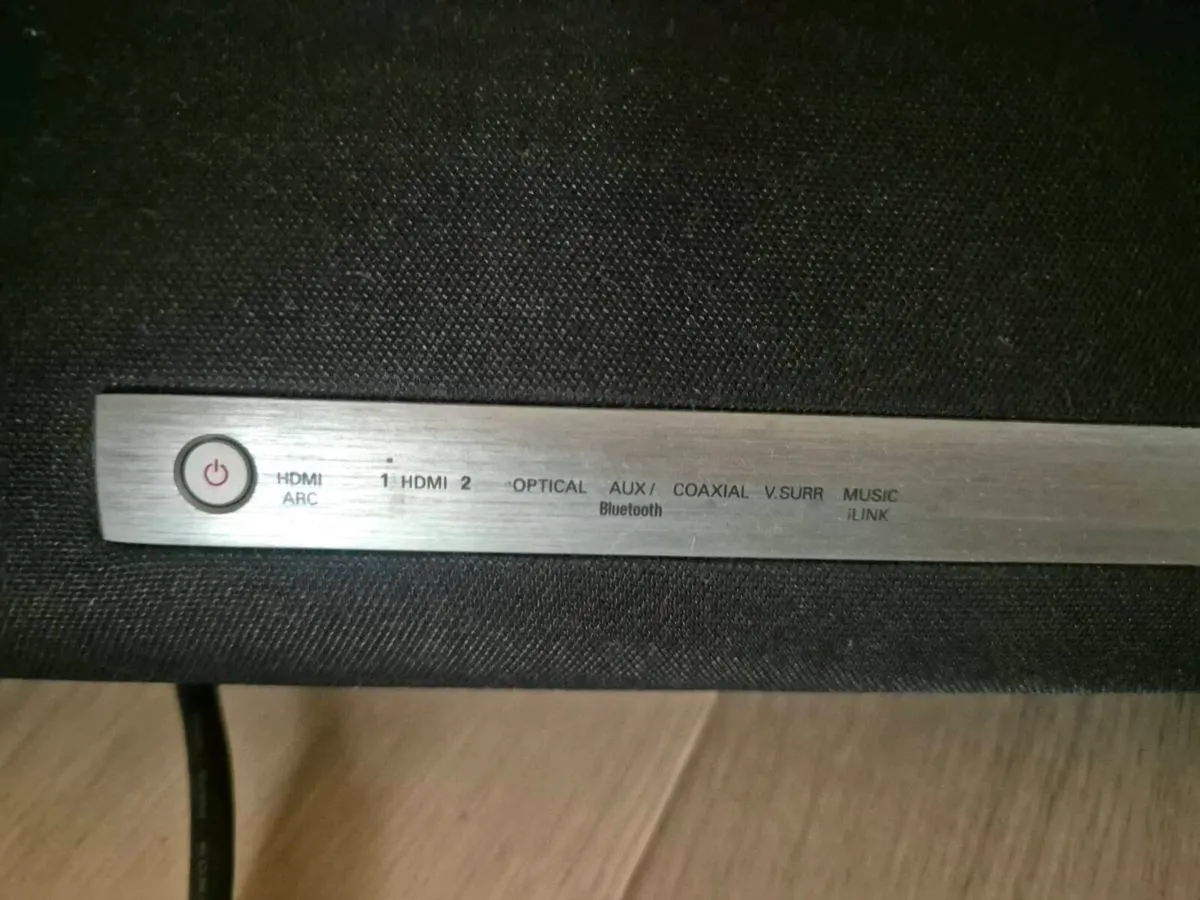 HDMI 1 HDMI 2 OPTICAL AUX / COAXIAL V.SURR MUSIC
ARC Bluetooth iLINK